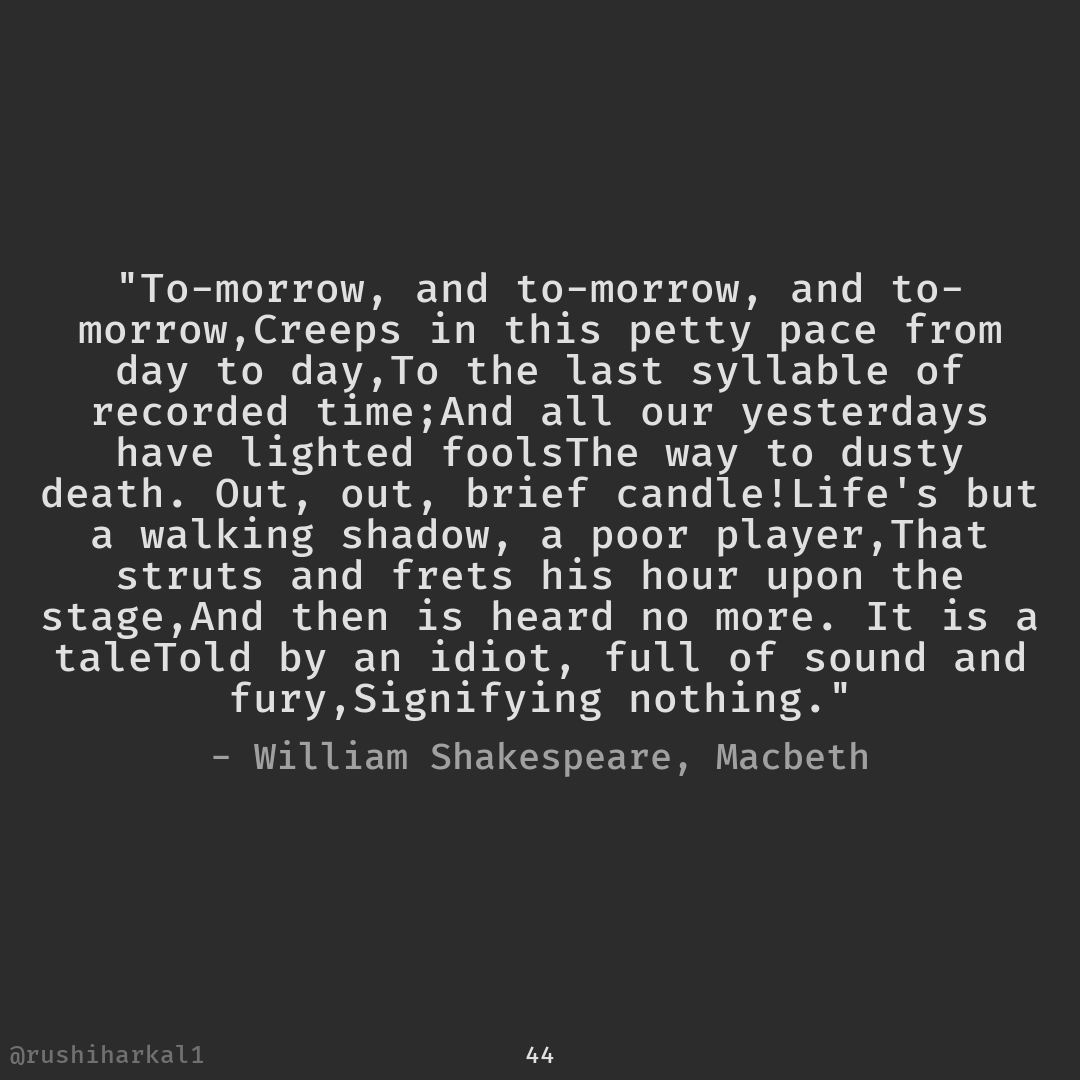 "To-morrow, and to-morrow, and to-
morrow,Creeps in this petty pace from
day to day,To the last syllable of
recorded time;And all our yesterdays
have lighted foolsThe way to dusty
death. Out, out, brief candle!Life's but
a walking shadow, a poor player,That
struts and frets his hour upon the
stage,And then is heard no more. It is a
taleTold by an idiot, full of sound and
fury,Signifying nothing."
- William Shakespeare, Macbeth
@rushiharkal1
44